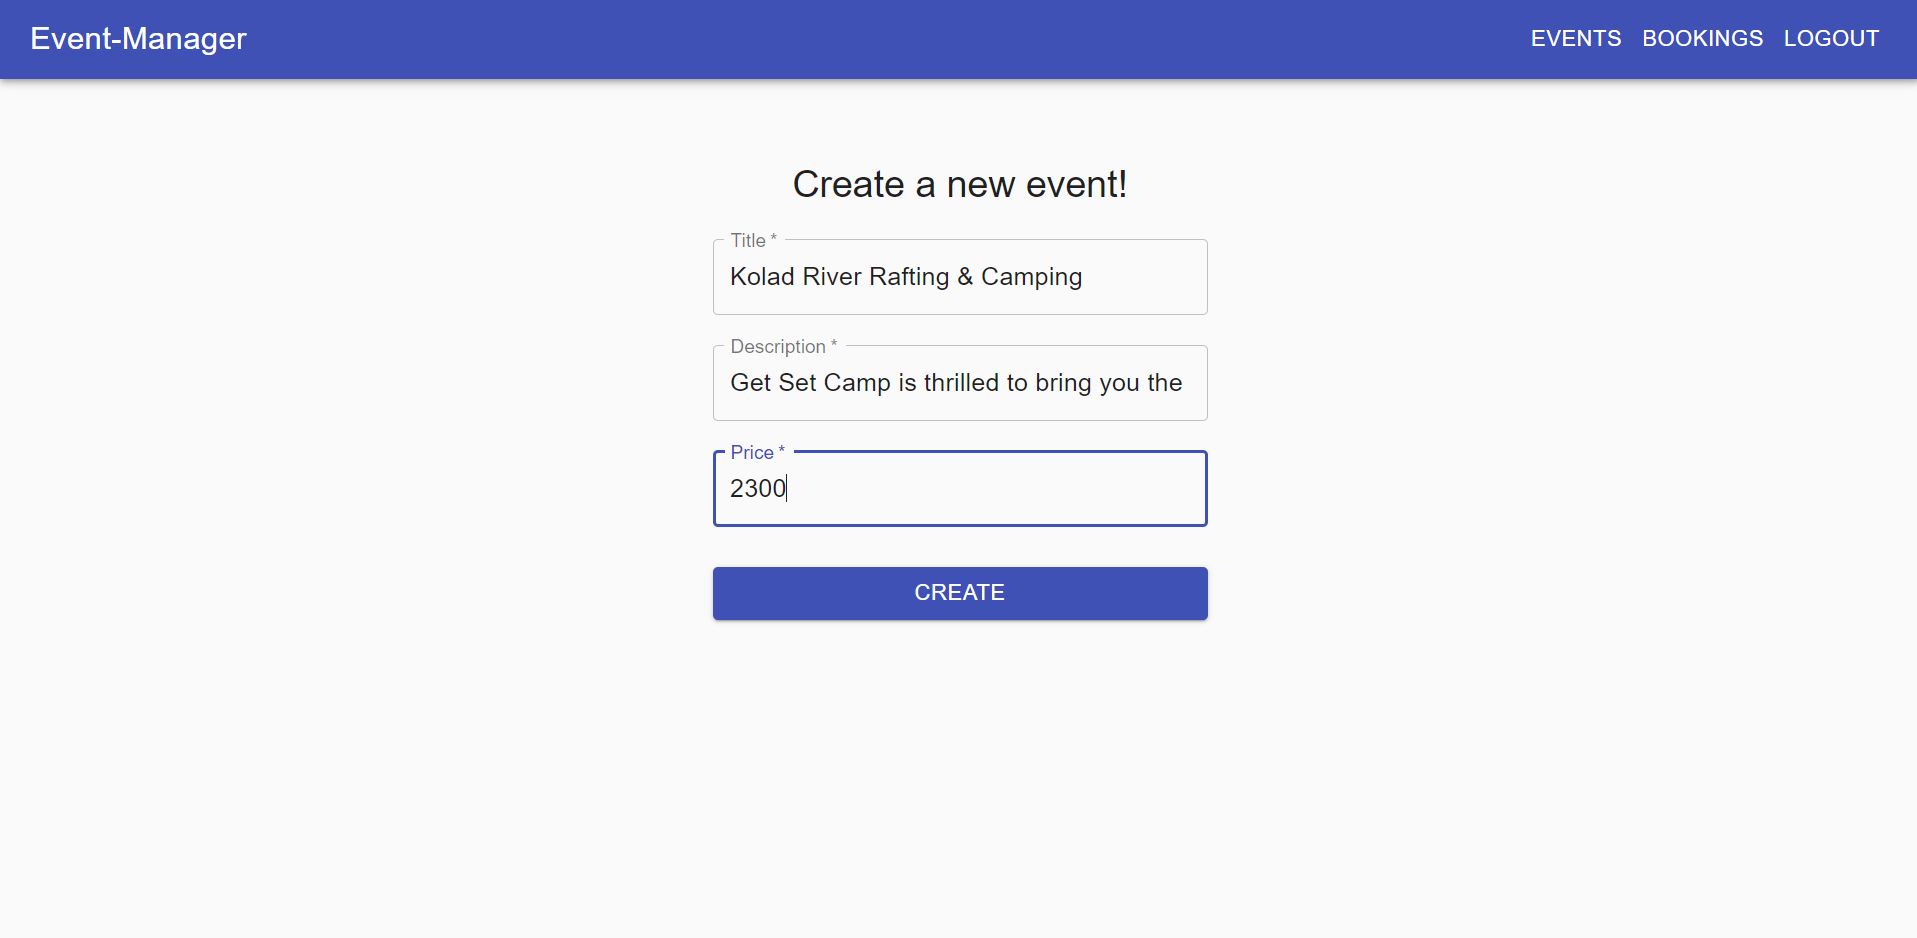 Event-Manager
EVENTS BOOKINGS LOGOUT
Create a new event!
Title *
Kolad River Rafting & Camping
Description *
Get Set Camp is thrilled to bring you the
Price *
2300
CREATE